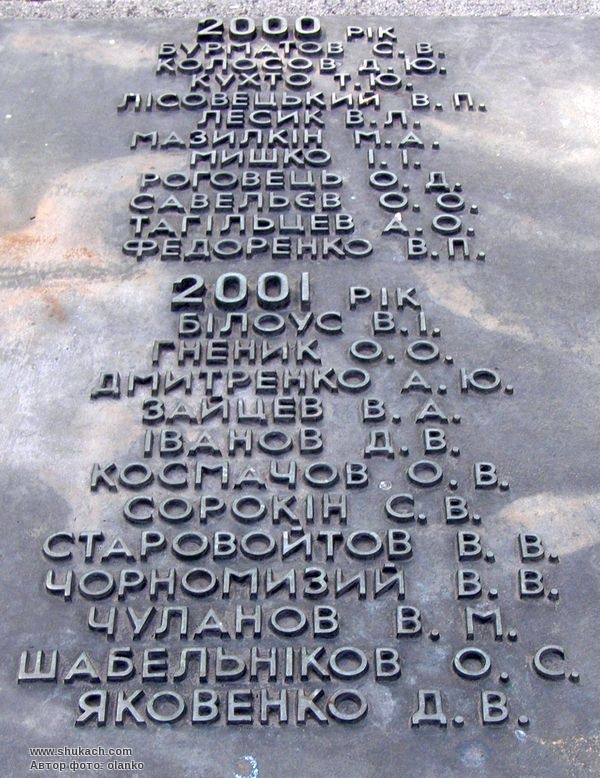 2000 РІК
БУРМАТОВ С. В.
КОЛОСОВ Д. Ю.
КУХТО Т. Ю.
ЛІСОВЕЦЬКИЙ В. П.
ЛЕСИК В. Л.
МАЗИЛКІН М. А.
МИШКО І. І.
РОГОВЕЦЬ О. Д.
САВЕЛЬЄВ О. О.
ТАГІЛЬЦЕВ А. О.
ФЕДОРЕНКО В. П.
2001 РІК
БІЛОУС В. І.
ГНЕНИК О. О.
ДМИТРЕНКО А. Ю.
ЗАЙЦЕВ В. А.
ІВАНОВ Д. В.
КОСМАЧОВ О. В.
СОРОКІН С. В.
СТАРОВОЙТОВ В. В.
ЧОРНОМИЗИЙ В. В.
ЧУЛАНОВ В. М.
ШАБЕЛЬНІКОВ О. С.
ЯКОВЕНКО Д. В.
www.shukach.com
Автор фото: olanko